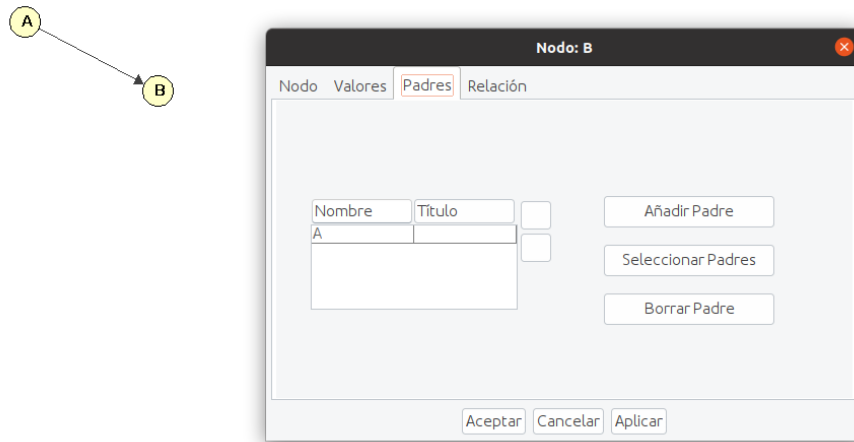 A
B
Nodo: B
Nodo Valores Padres Relación
Nombre Título
A
Añadir Padre
Seleccionar Padres
Borrar Padre
Aceptar Cancelar Aplicar